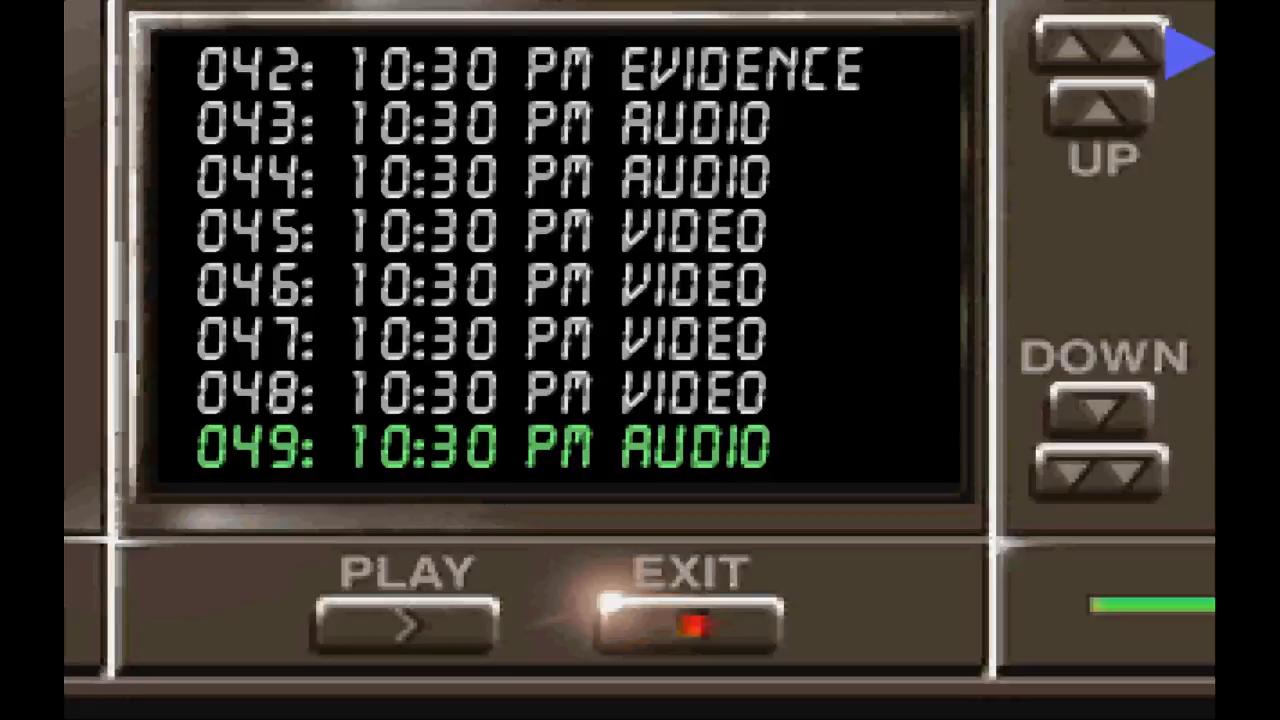 042: 10:30 PM EVIDENCE
043: 10:30 PM AUDIO
044: 10:30 PM AUDIO
045: 10:30 PM VIDEO
046: 10:30 PM VIDEO
047: 10:30 PM VIDEO
048: 10:30 PM VIDEO
049: 10:30 PM AUDIO
UP
DOWN
PLAY
EXIT